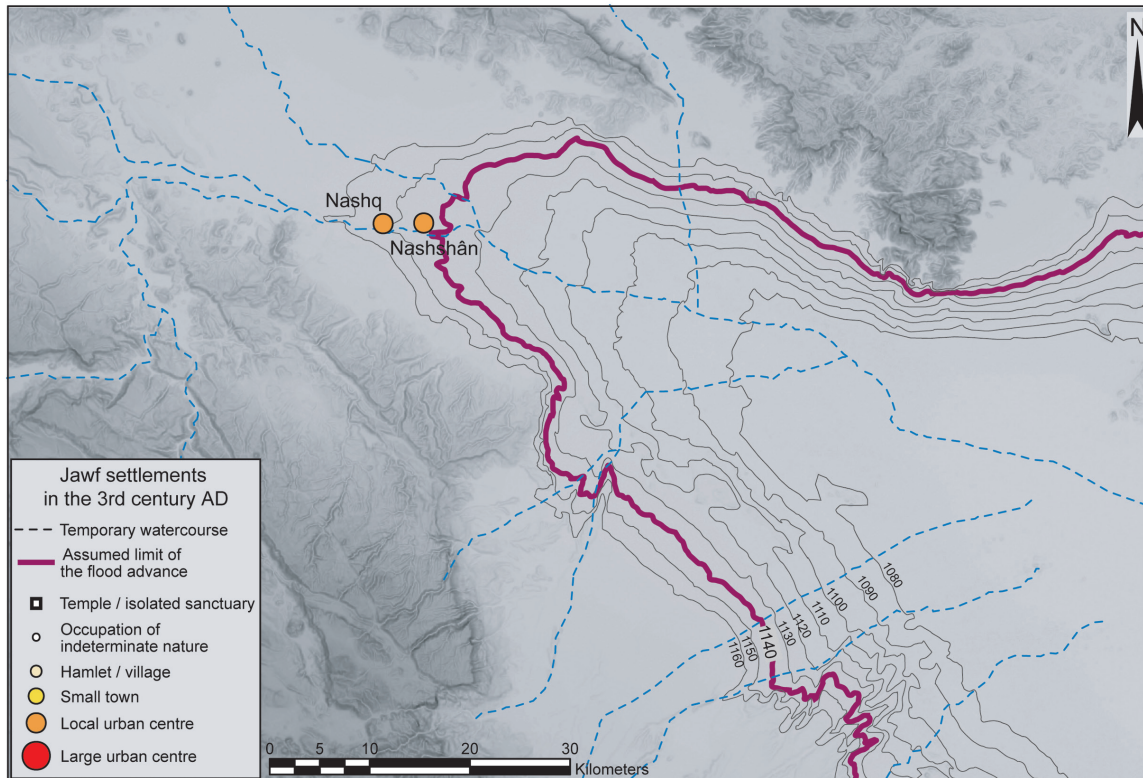 N
Nashq
Nashshân
1080
1090
1100
1110
1120
1130
1140
1150
1160
Jawf settlements
in the 3rd century AD
Temporary watercourse
Assumed limit of
the flood advance
Temple / isolated sanctuary
Occupation of
indeterminate nature
Hamlet / village
Small town
Local urban centre
Large urban centre
0 5 10 20 30
Kilometers